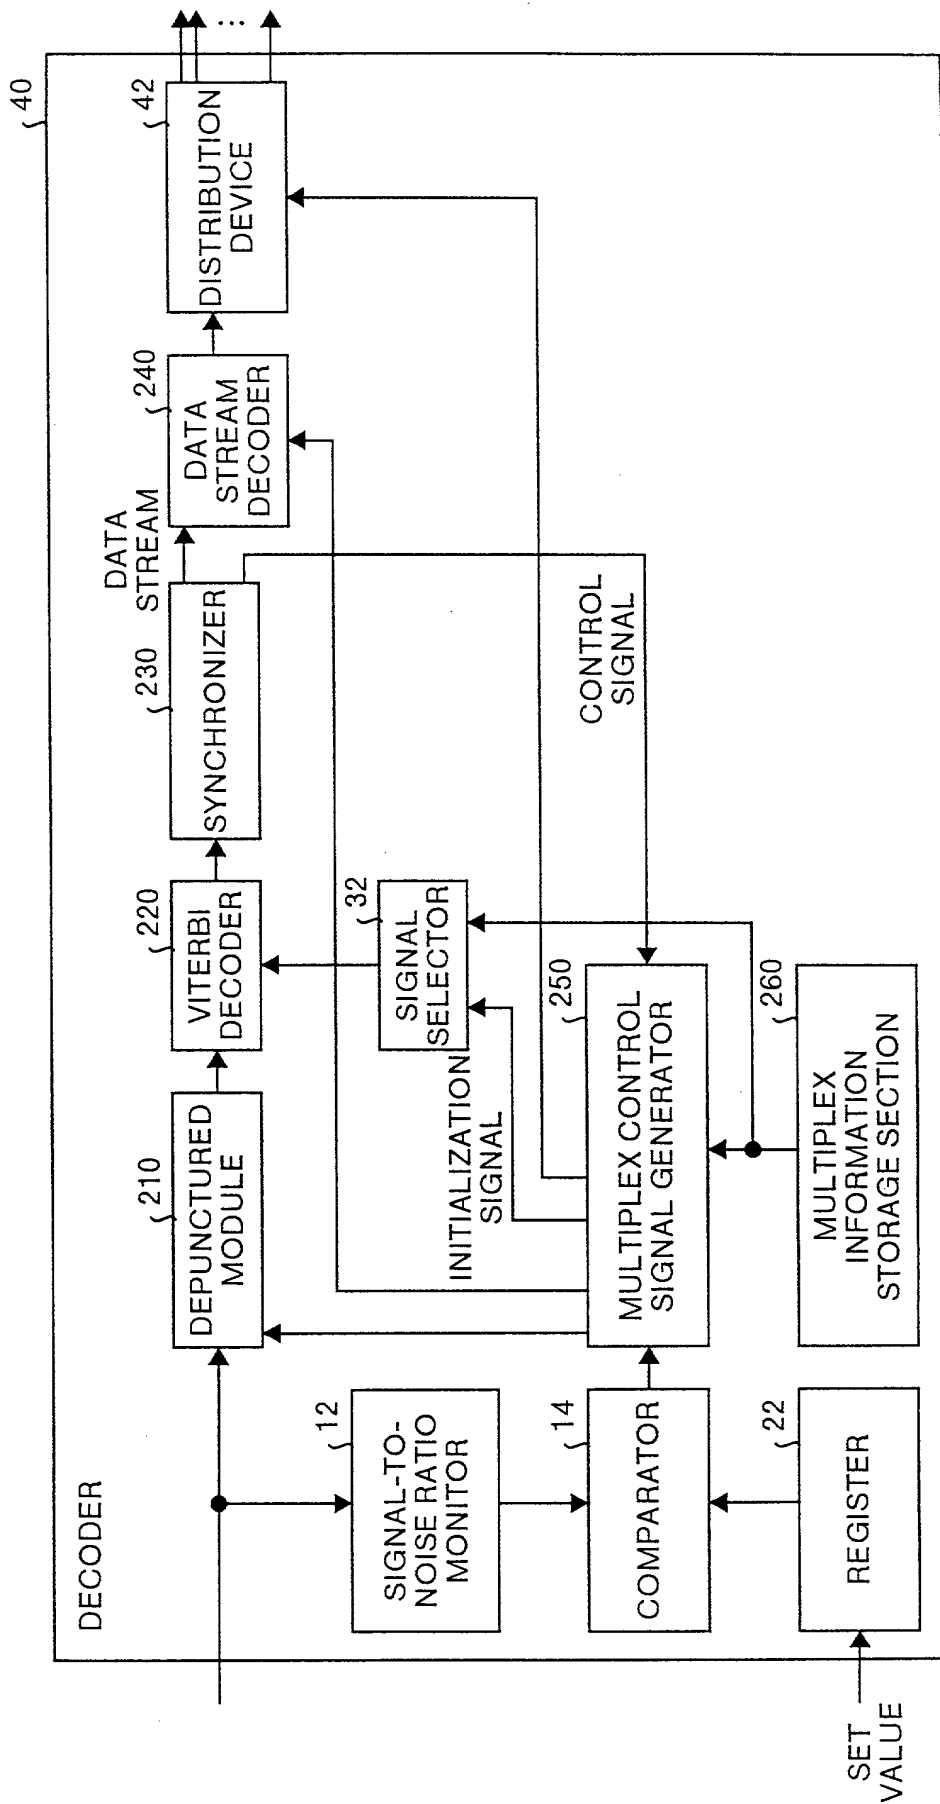 40
DECODER
210
DEPUNCTURED
MODULE
220
VITERBI
DECODER
230
SYNCHRONIZER
DATA
STREAM
240
DATA
STREAM
DECODER
42
DISTRIBUTION
DEVICE
...
12
SIGNAL-TO-
NOISE RATIO
MONITOR
INITIALIZATION
SIGNAL
32
SIGNAL
SELECTOR
CONTROL
SIGNAL
14
COMPARATOR
250
MULTIPLEX CONTROL
SIGNAL GENERATOR
SET
VALUE
22
REGISTER
260
MULTIPLEX
INFORMATION
STORAGE SECTION